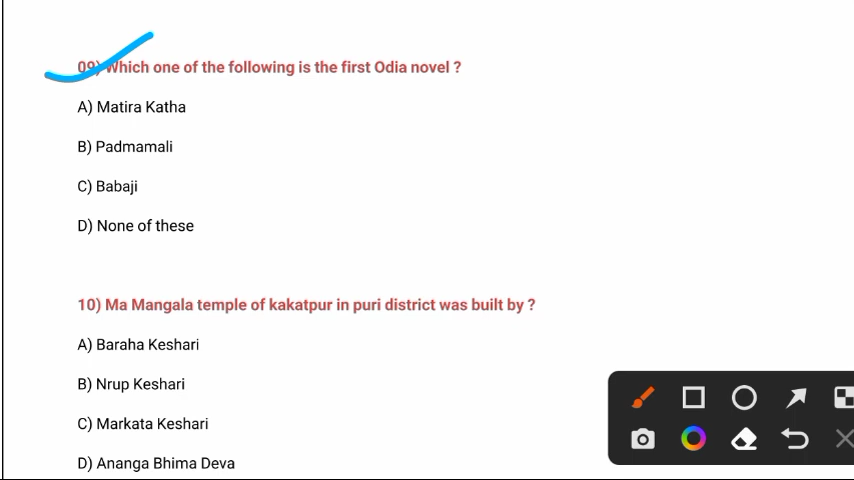 09) Which one of the following is the first Odia novel ?
A) Matira Katha
B) Padmamali
C) Babaji
D) None of these
10) Ma Mangala temple of kakatpur in puri district was built by ?
A) Baraha Keshari
B) Nrup Keshari
C) Markata Keshari
D) Ananga Bhima Deva